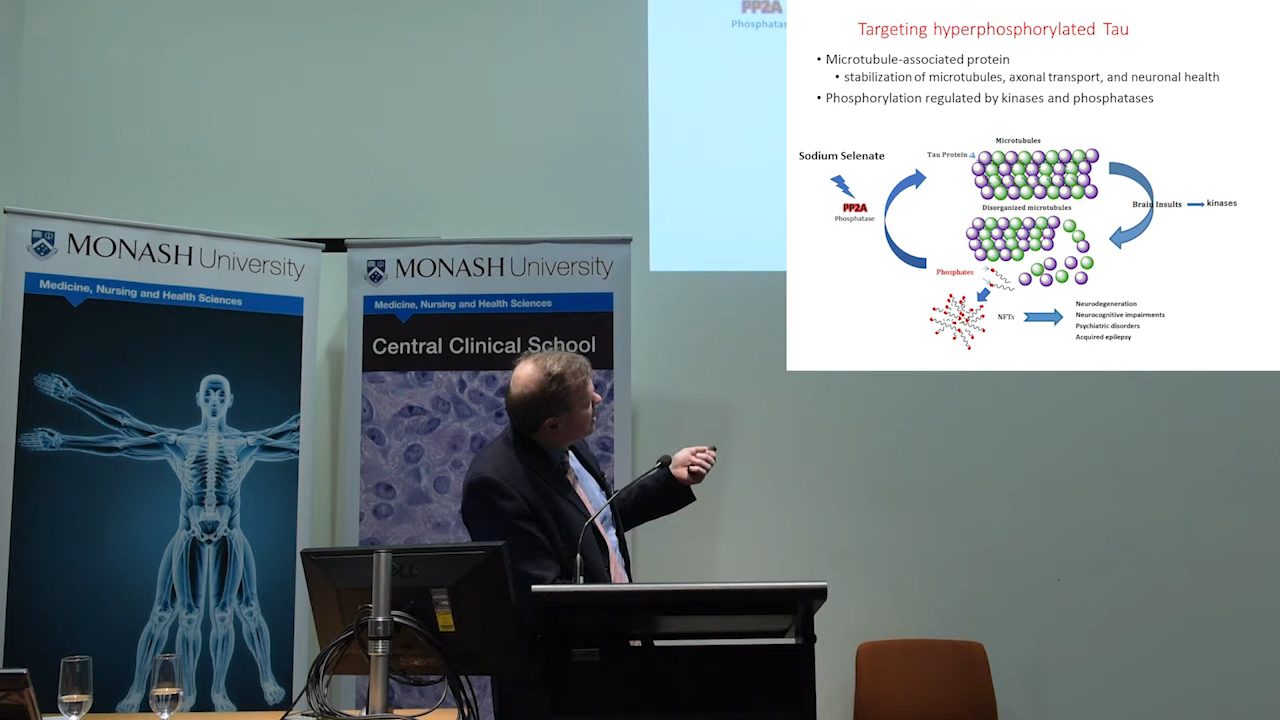 PP2A
Targeting hyperphosphorylated Tau
• Microtubule-associated protein
• stabilization of microtubules, axonal transport, and neuronal health
• Phosphorylation regulated by kinases and phosphatases
Microtubules
Sodium Selenate
Tau Protein
PP2A
Phosphatase
Disorganized microtubules
Brain Insults
kinases
Phosphates
NFTs
Neurodegeneration
Neurocognitive impairments
Psychiatric disorders
Acquired epilepsy
MONASH University
Medicine, Nursing and Health Sciences
MONASH University
Medicine, Nursing and Health Sciences
Central Clinical School
DELL